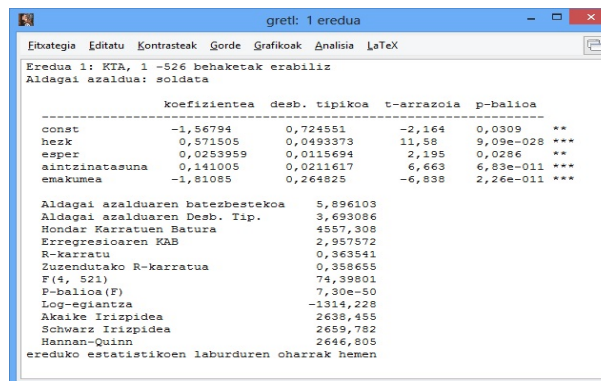 gretl: 1 eredua
Fitxategia Editatu Kontrasteak Gorde Grafikoak Analisia LaTeX
Eredua 1: KTA, 1 -526 behaketak erabiliz
Aldagai azaldua: soldata
koefizientea desb. tipikoa t-arrazoia p-balioa
const -1,56794 0,724551 -2,164 0,0309 **
hezk 0,571505 0,0493373 11,58 9,09e-028 ***
esper 0,0253959 0,0115694 2,195 0,0286 **
aintzinatasuna 0,141005 0,0211617 6,663 6,83e-011 ***
emakumea -1,81085 0,264825 -6,838 2,26e-011 ***
Aldagai azalduaren batezbestekoa 5,896103
Aldagai azalduaren Desb. Tip. 3,693086
Hondar Karratuen Batura 4557,308
Erregresioaren KAB 2,957572
R-karratu 0,363541
Zuzendutako R-karratua 0,358655
F(4, 521) 74,39801
P-balioa(F) 7,30e-50
Log-egiantza -1314,228
Akaike Irizpidea 2638,455
Schwarz Irizpidea 2659,782
Hannan-Quinn 2646,805
ereduko estatistikoen laburduren oharrak hemen